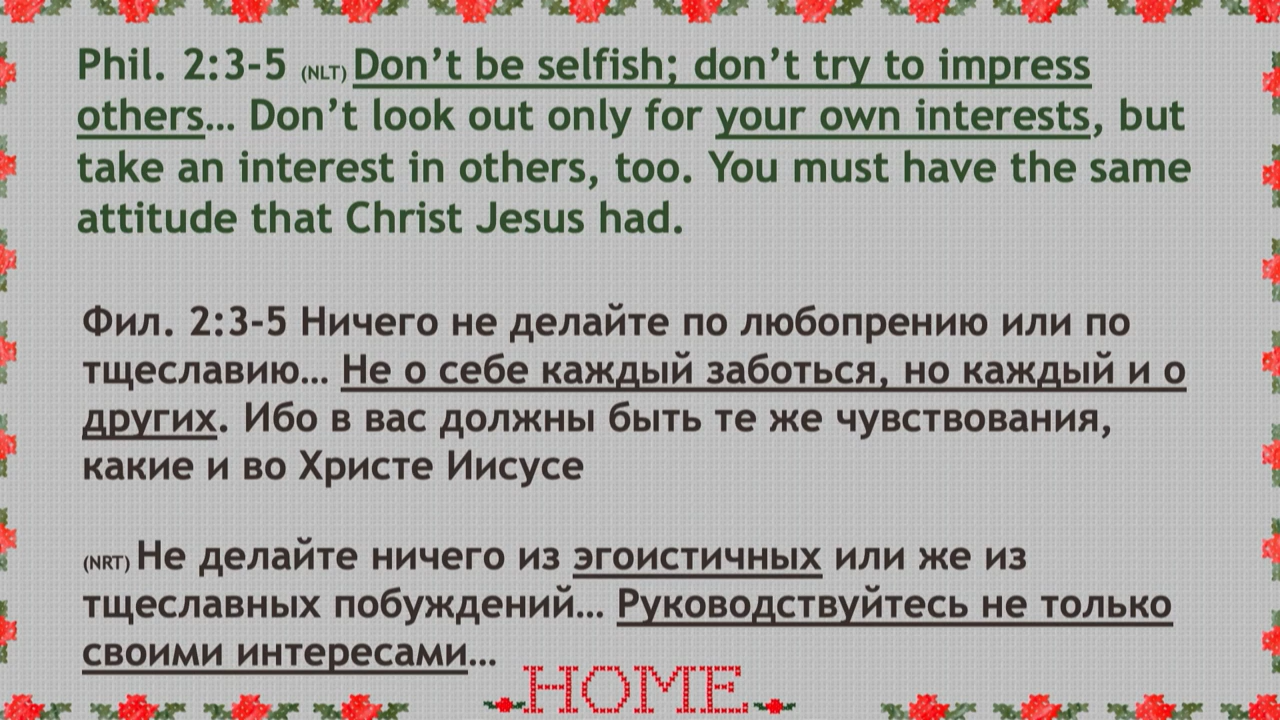 Phil. 2:3-5 (NLT) Don’t be selfish; don’t try to impress
others… Don’t look out only for your own interests, but
take an interest in others, too. You must have the same
attitude that Christ Jesus had.
Фил. 2:3-5 Ничего не делайте по любопрению или по
тщеславию… Не о себе каждый заботься, но каждый и о
других. Ибо в вас должны быть те же чувствования,
какие и во Христе Иисусе
(NRT) Не делайте ничего из эгоистичных или же из
тщеславных побуждений… Руководствуйтесь не только
своими интересами…
HOME